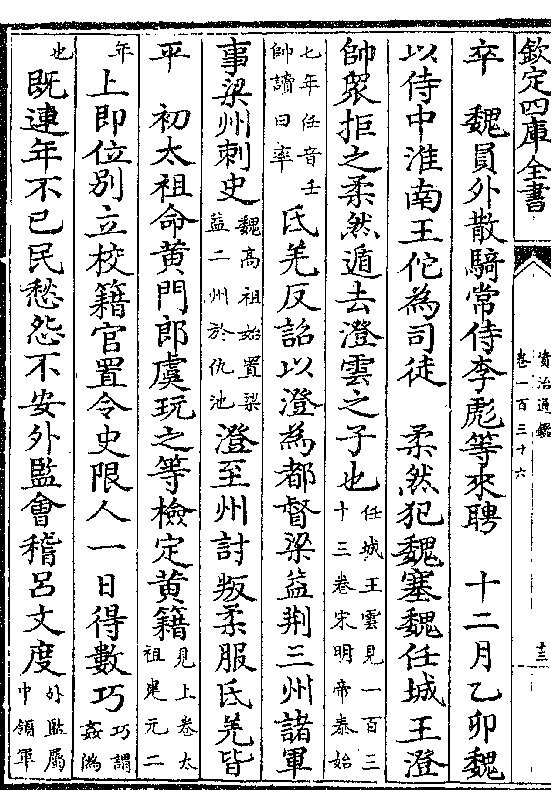 欽定四庫全書
資治通鑑
卷一百三十六
十三
卒　魏員外散騎常侍李彪等來聘　十二月乙卯魏
以侍中淮南王佗為司徒　柔然犯魏塞魏任城王澄
帥衆拒之柔然遁去澄雲之子也任城王雲見一百三十三卷宋明帝泰始
七年任音壬帥讀曰率氐羌反詔以澄為都督梁益荆三州諸軍
事梁州刺史魏髙祖始置梁益二州於仇池澄至州討叛柔服氐羌皆
平　初太祖命黄門郎虞玩之等檢定黄籍見上卷太祖建元二
年上即位别立校籍官置令史限人一日得數巧巧謂姦偽
也既連年不已民愁怨不安外監會稽吕文度外監屬中領軍